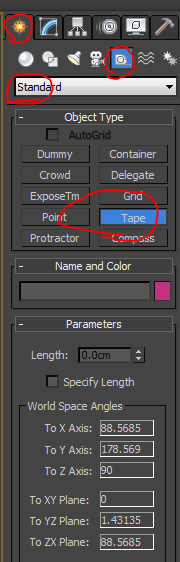 Standard
- Object Type
AutoGrid
Dummy Container
Crowd Delegate
ExposeTm Grid
Point Tape
Protractor Compass
- Name and Color
- Parameters
Length: 0.0cm
Specify Length
World Space Angles
To X Axis: 88.5685
To Y Axis: 178.569
To Z Axis: 90
To XY Plane: 0
To YZ Plane: 1.43135
To ZX Plane: 88.5685